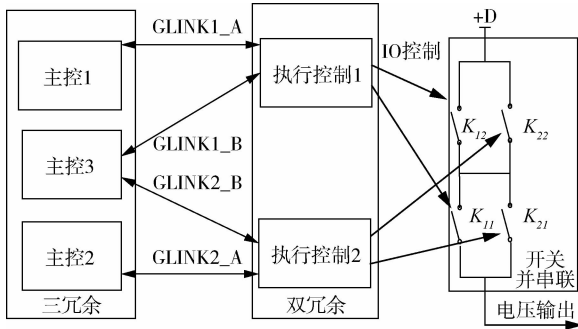 GLINK1_A
+D
主控1
执行控制1
IO控制
K12
K22
GLINK1_B
主控3
GLINK2_B
K11
K21
主控2
执行控制2
GLINK2_A
开关
并串联
三冗余
双冗余
电压输出